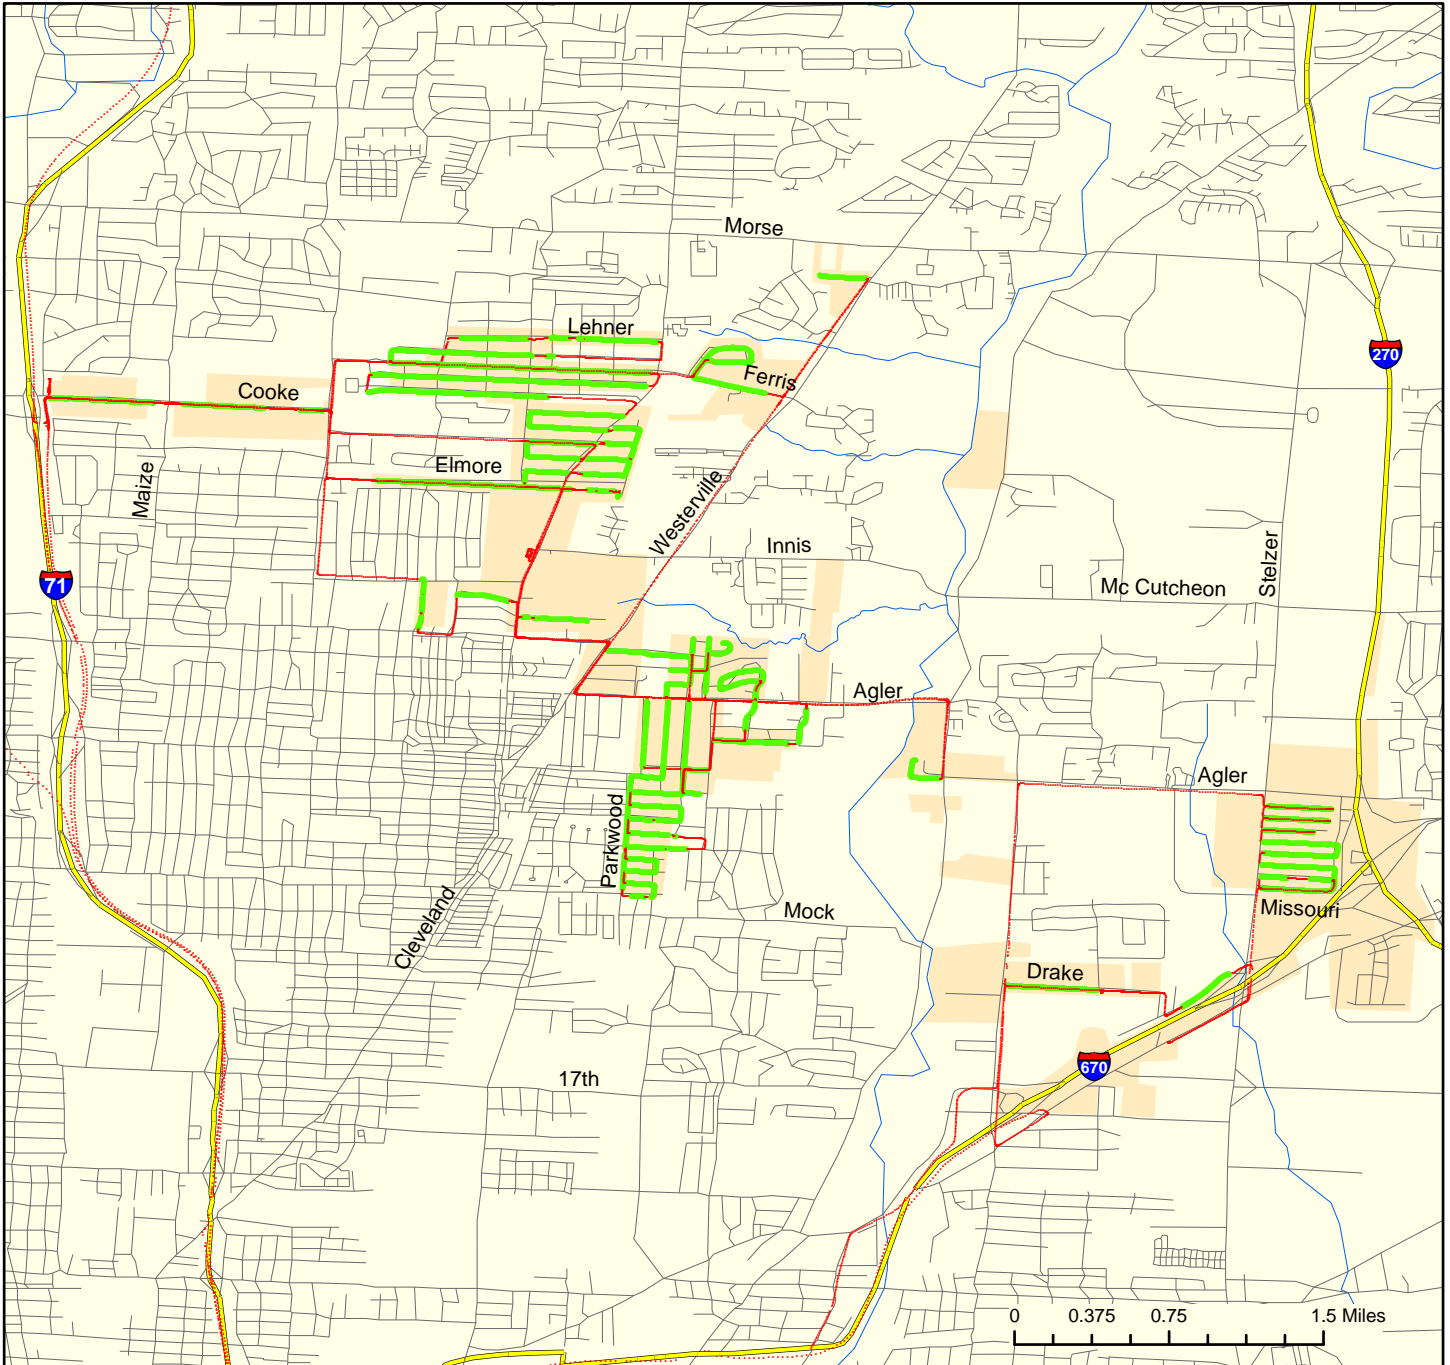 Morse
Lehner
270
Ferris
Cooke
Elmore
Maize
Westerville
Innis
Stelzer
71
Mc Cutcheon
Agler
Agler
Parkwood
Missouri
Mock
Cleveland
Drake
670
17th
0 0.375 0.75 1.5 Miles